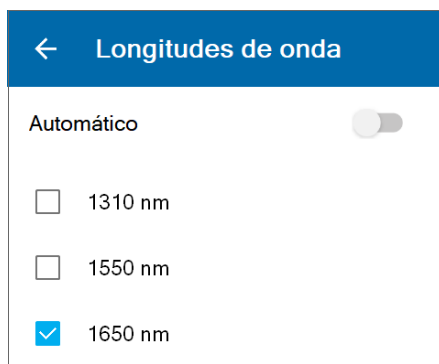 Longitudes de onda
Automático
1310 nm
1550 nm
1650 nm